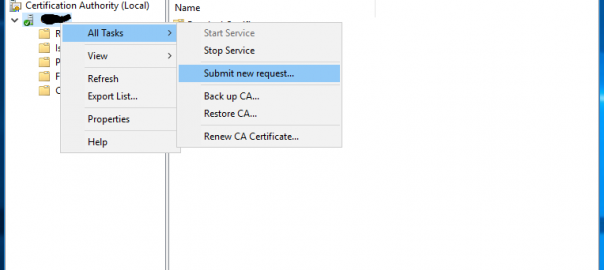 Certification Authority (Local)
Name
All Tasks
View
Refresh
Export List...
Properties
Help
Start Service
Stop Service
Submit new request...
Back up CA...
Restore CA...
Renew CA Certificate...
R
Is
P
F
C